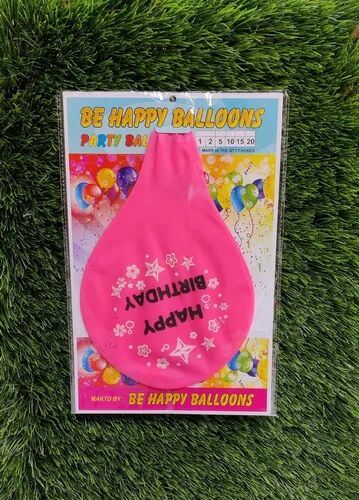 BE HAPPY BALLOONS
PARTY BAL
1 2 5 10 15 20
MARK IS THE QTY.PACKED
HAPPY
BIRTHDAY
MAKTD BY : BE HAPPY BALLOONS